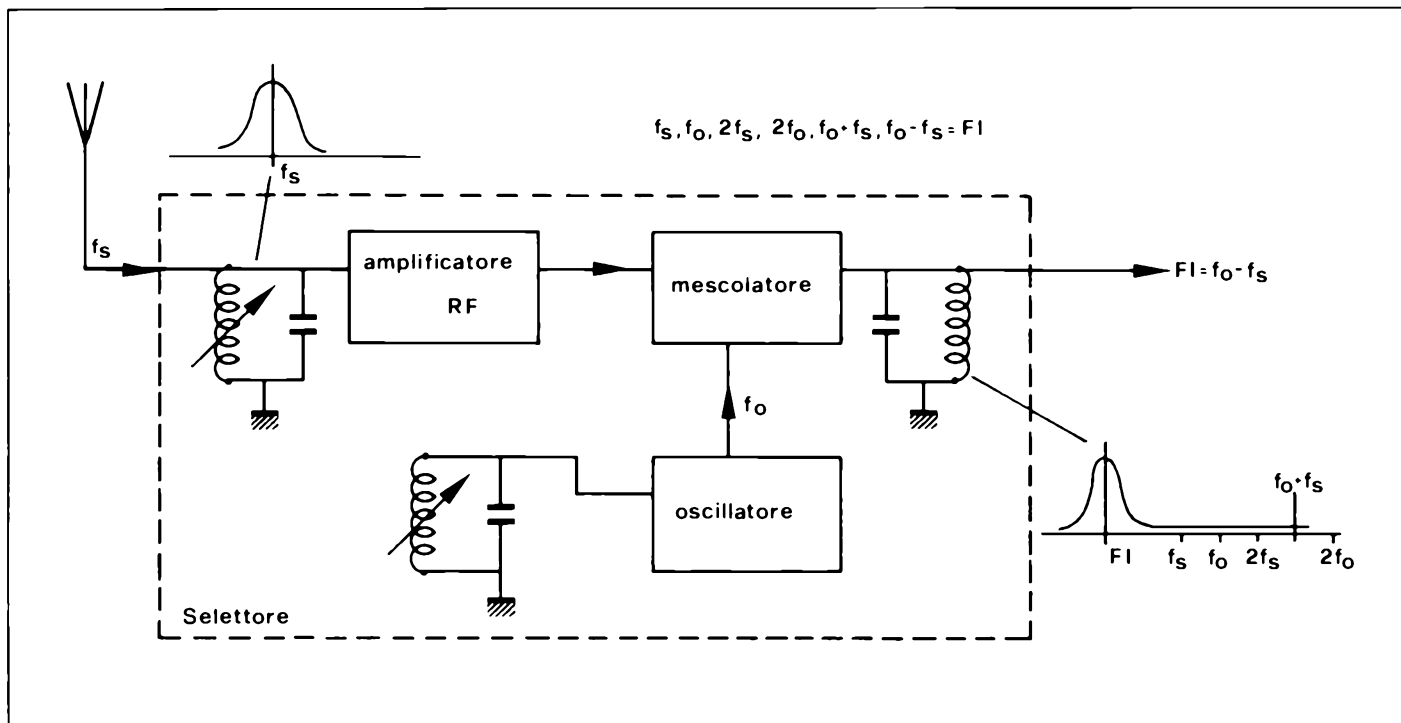 fS, fO, 2fS, 2fO, fO+fS, fO-fS = FI
fS
fS
amplificatore
RF
mescolatore
FI = fO-fS
fO
oscillatore
fO+fS
FI fS fO 2fS 2fO
Selettore